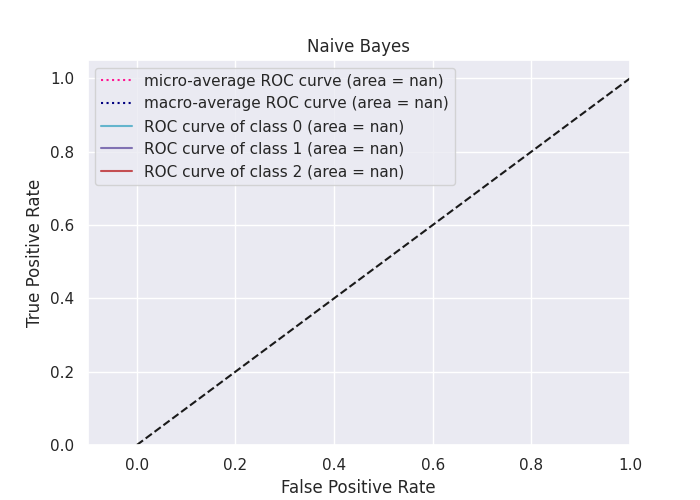 Naive Bayes
micro-average ROC curve (area = nan)
macro-average ROC curve (area = nan)
ROC curve of class 0 (area = nan)
ROC curve of class 1 (area = nan)
ROC curve of class 2 (area = nan)
True Positive Rate
1.0
0.8
0.6
0.4
0.2
0.0
0.0 0.2 0.4 0.6 0.8 1.0
False Positive Rate